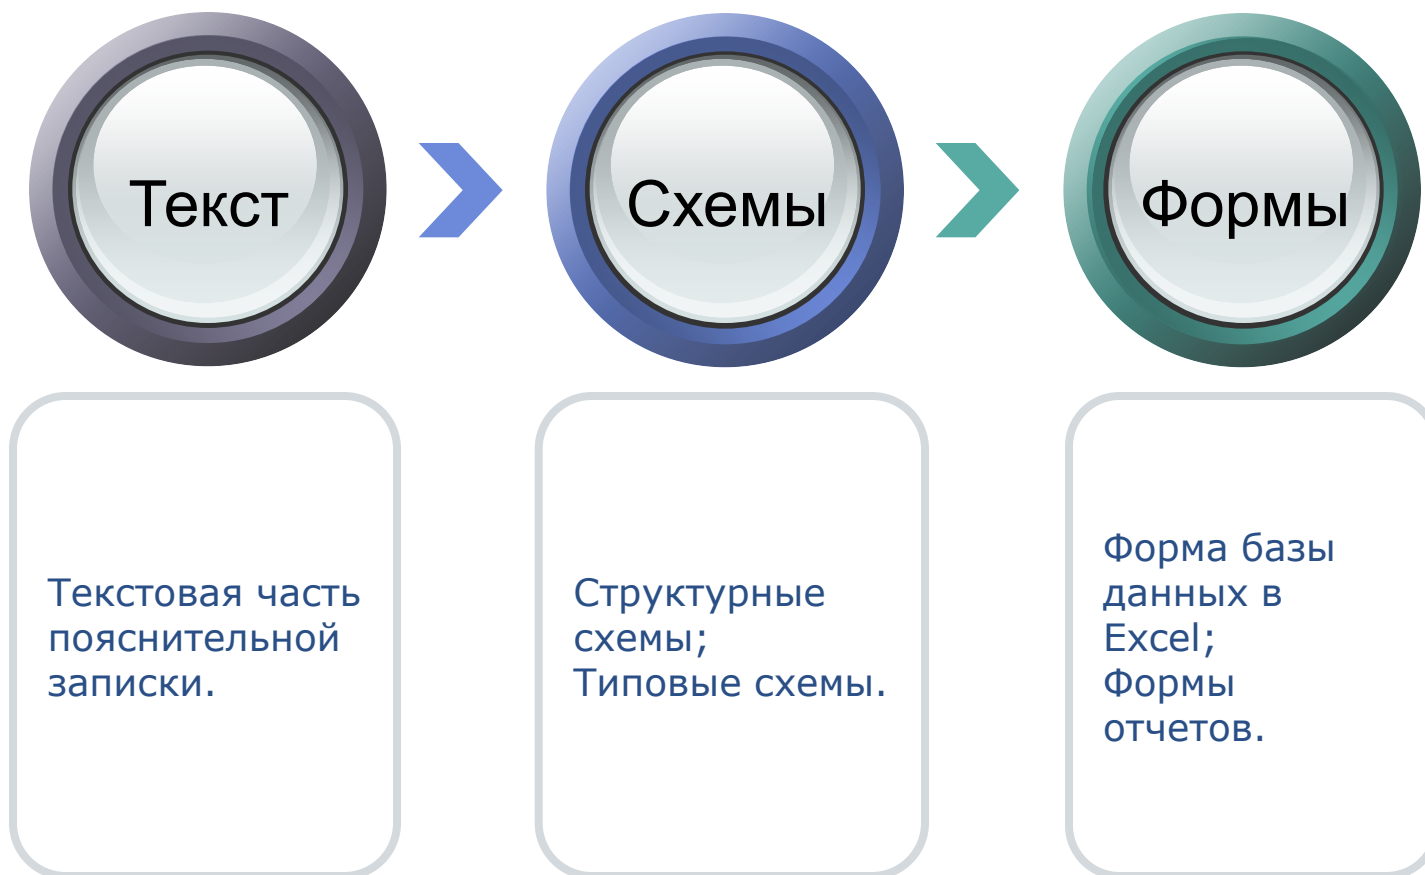 Текст
Схемы
Формы
Текстовая часть
пояснительной
записки.
Структурные
схемы;
Типовые схемы.
Форма базы
данных в
Excel;
Формы
отчетов.